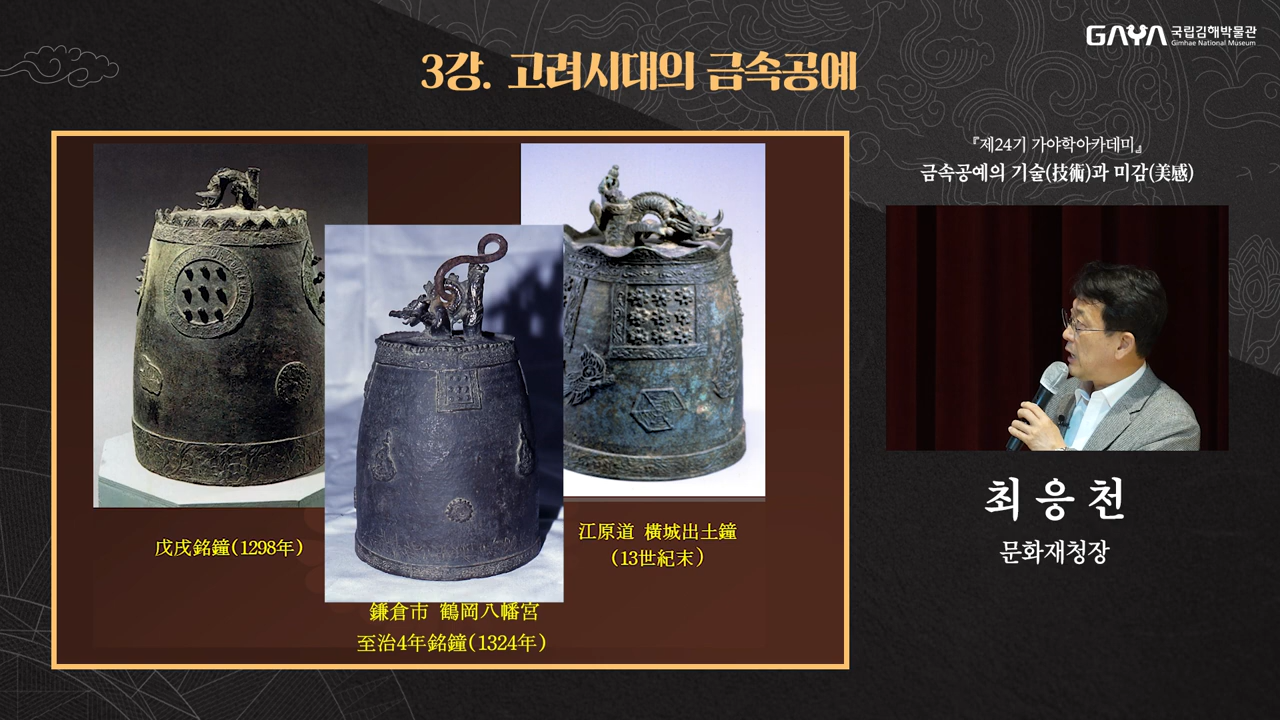 3강. 고려시대의 금속공예
GAYA 국립김해박물관
Gimhae National Museum
『제24기 가야학아카데미』
금속공예의 기술(技術)과 미감(美感)
최응천
문화재청장
戊戌銘鐘(1298年)
江原道 橫城出土鐘
(13世紀末)
鎌倉市 鶴岡八幡宮
至治4年銘鐘(1324年)